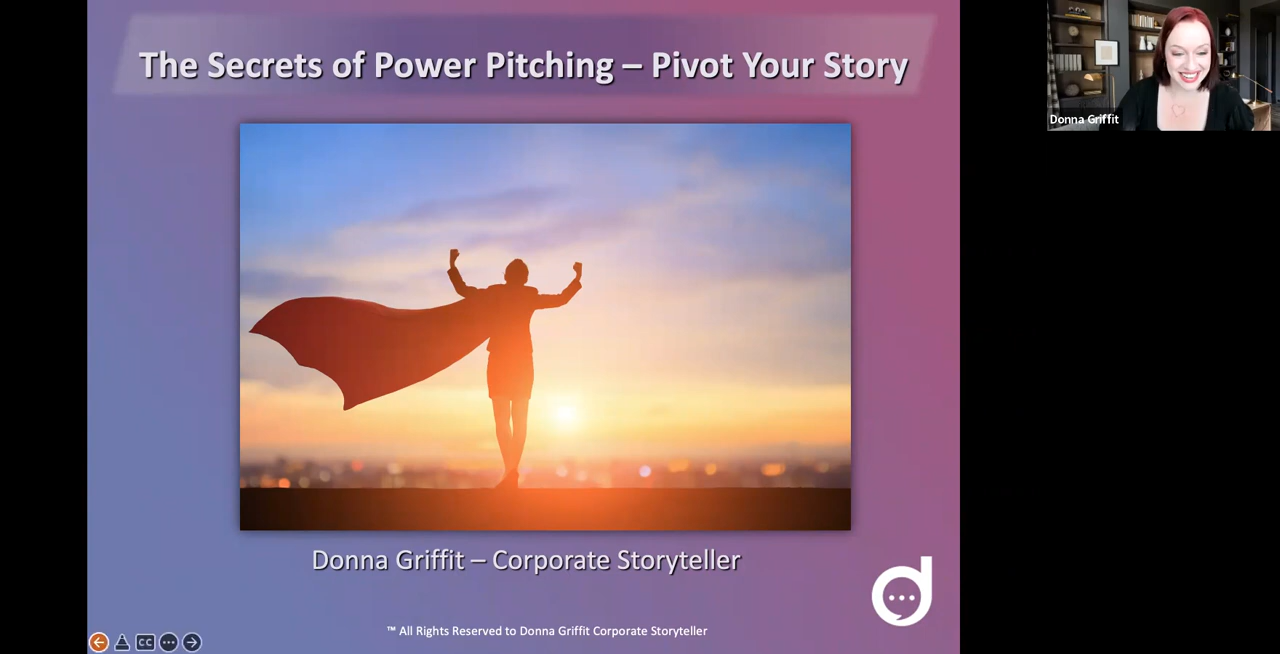 The Secrets of Power Pitching – Pivot Your Story
Donna Griffit
Donna Griffit – Corporate Storyteller
™ All Rights Reserved to Donna Griffit Corporate Storyteller
CC